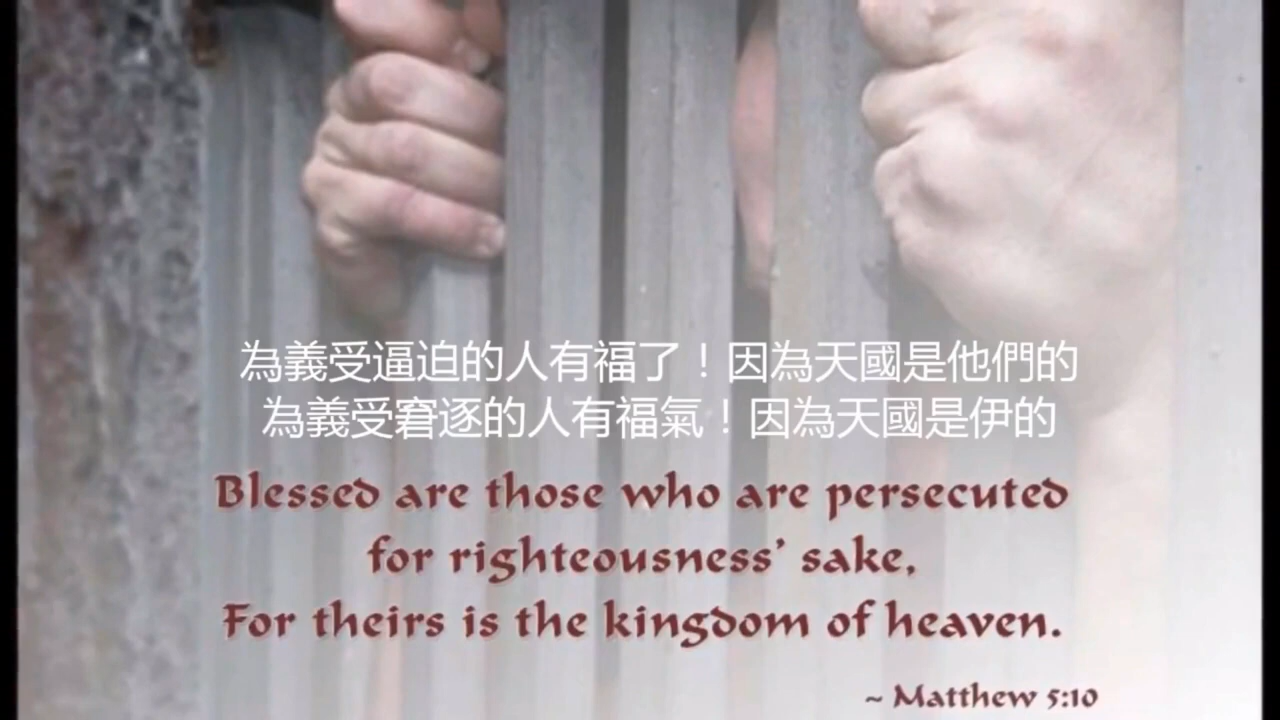 為義受逼迫的人有福了！因為天國是他們的
為義受窘逐的人有福氣！因為天國是伊的
Blessed are those who are persecuted
for righteousness’ sake,
For theirs is the kingdom of heaven.
~ Matthew 5:10